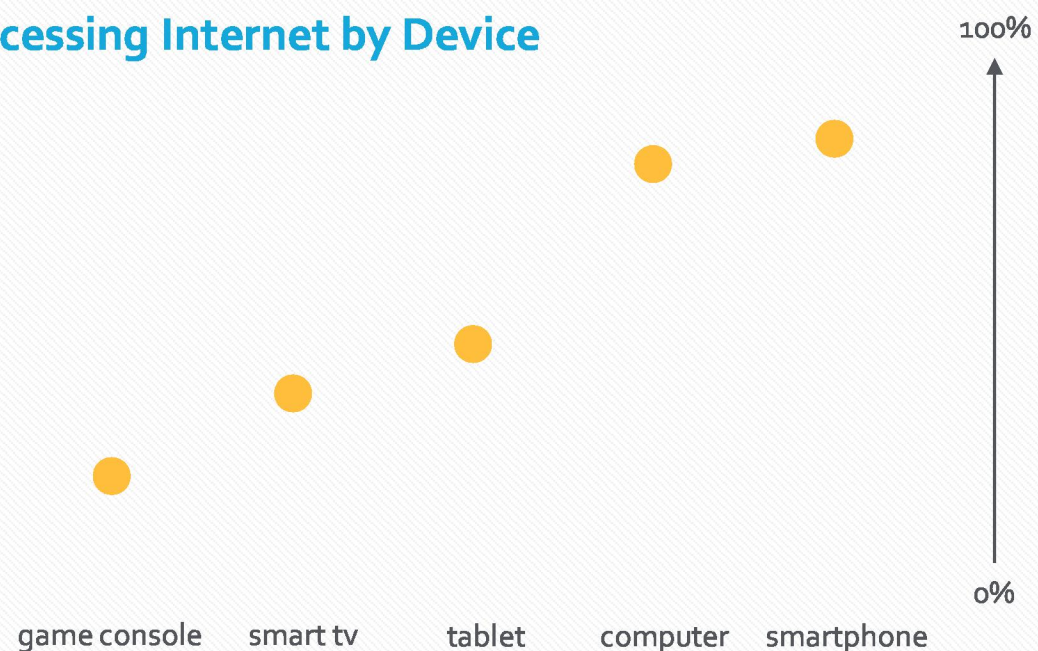 cessing Internet by Device
100%
0%
game console smart tv tablet computer smartphone